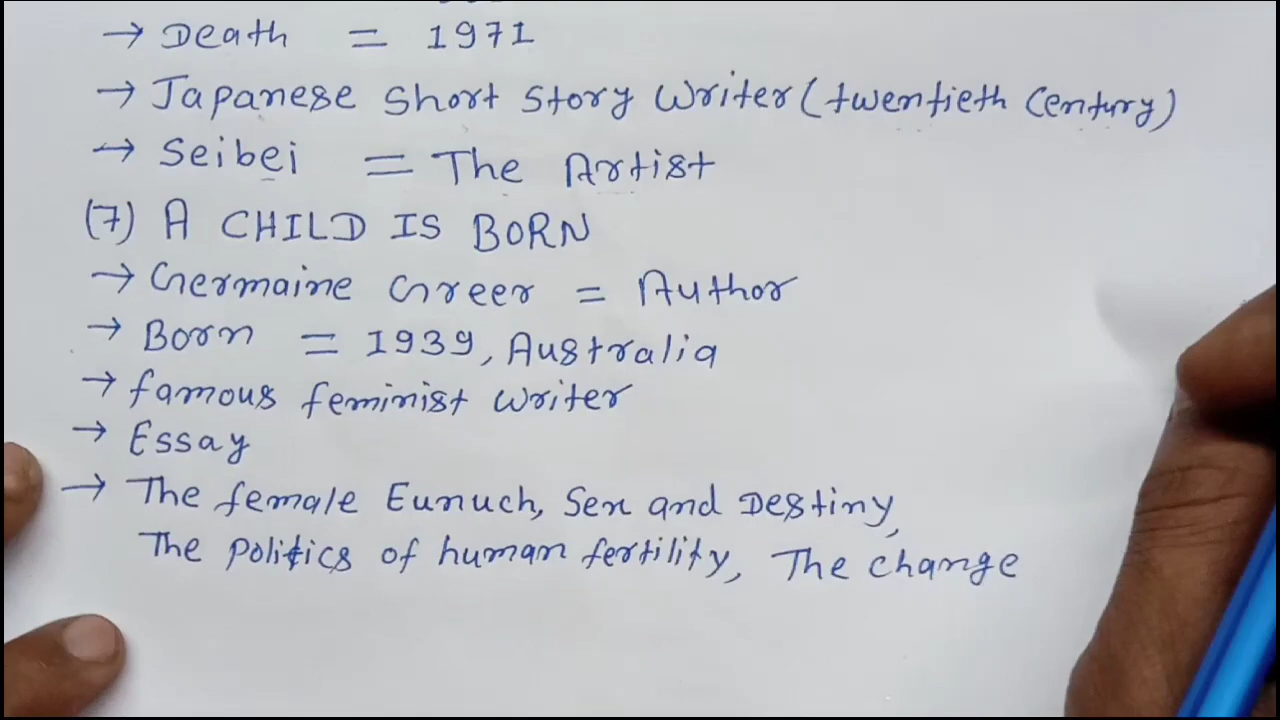 → Death = 1971
→ Japanese short story writer (twentieth century)
→ Seibei = The Artist
(7) A CHILD IS BORN
→ Germaine Greer = Author
→ Born = 1939, Australia
→ famous feminist writer
→ Essay
→ The female Eunuch, Sex and Destiny,
The politics of human fertility, The change